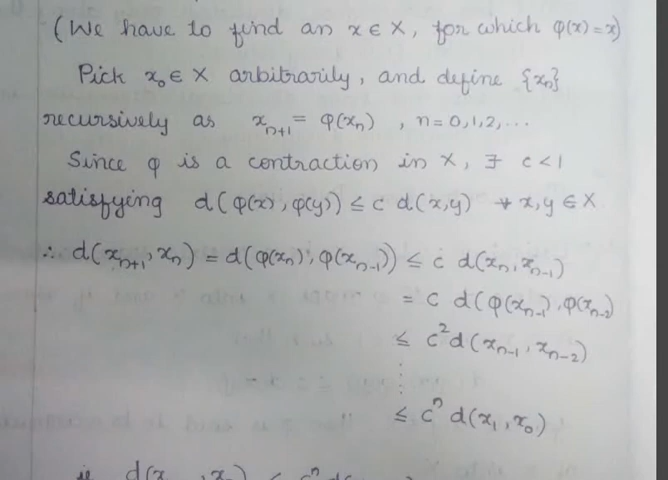 (We have to find an x ∈ X, for which φ(x)=x)
Pick x₀ ∈ X arbitrarily, and define {xₙ}
recursively as xₙ₊₁ = φ(xₙ) , n=0,1,2,...
Since φ is a contraction in X, ∃ c<1
satisfying d(φ(x), φ(y)) ≤ c d(x,y) ∀ x,y ∈ X
∴ d(xₙ₊₁, xₙ) = d(φ(xₙ), φ(xₙ₋₁)) ≤ c d(xₙ, xₙ₋₁)
= c d(φ(xₙ₋₁), φ(xₙ₋₂)
≤ c² d(xₙ₋₁, xₙ₋₂)
⋮
≤ cⁿ d(x₁, x₀)